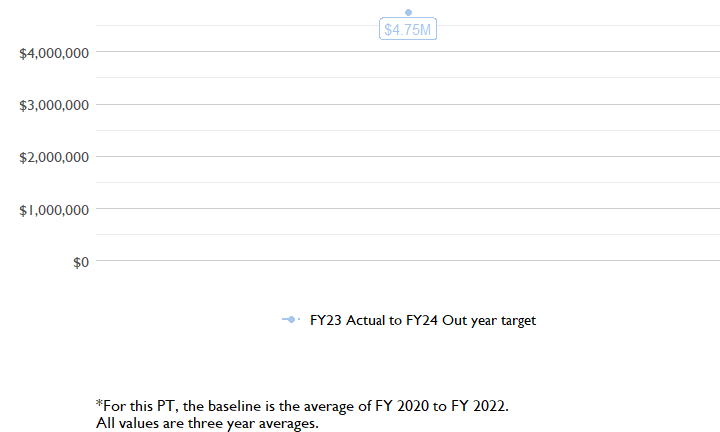 $4.75M
$4,000,000
$3,000,000
$2,000,000
$1,000,000
$0
FY23 Actual to FY24 Out year target
*For this PT, the baseline is the average of FY 2020 to FY 2022.
All values are three year averages.